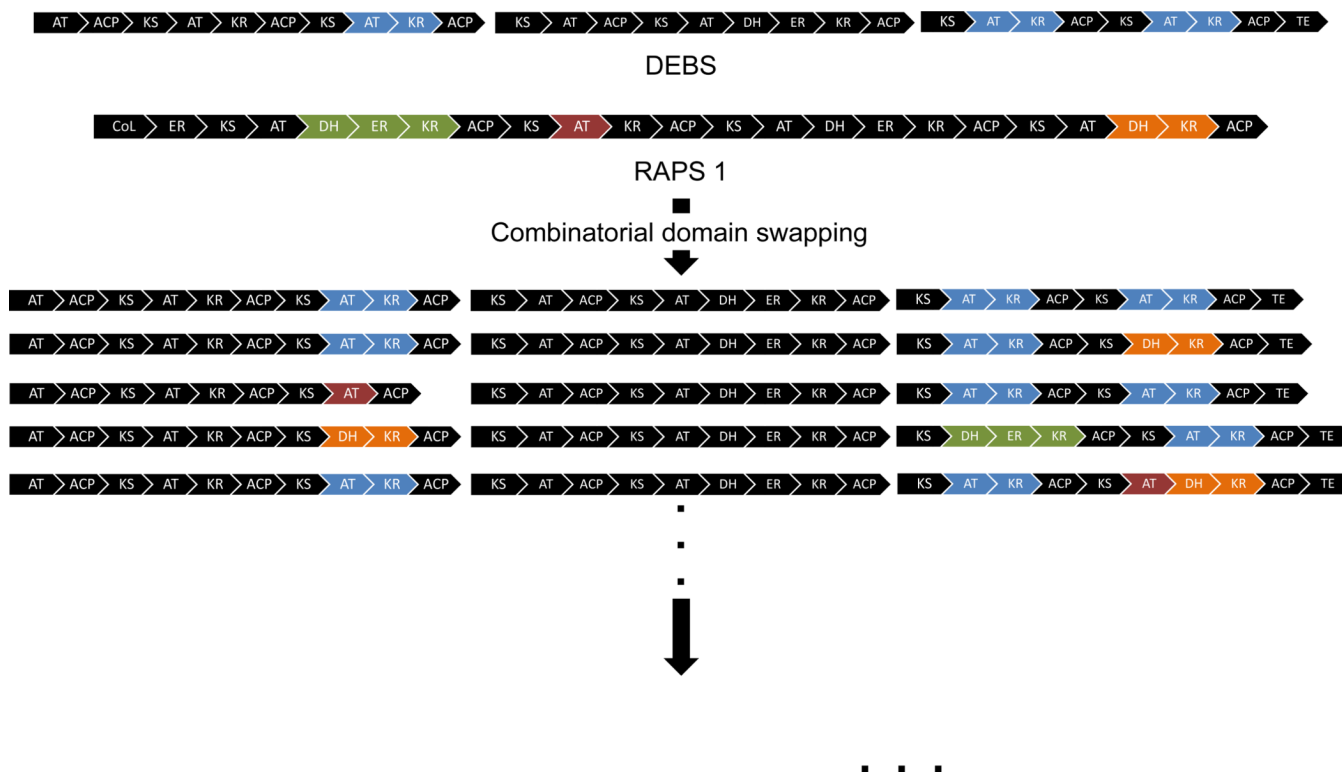 AT ACP KS AT KR ACP KS AT KR ACP KS AT ACP KS AT DH ER KR ACP KS AT KR ACP KS AT KR ACP TE
DEBS
CoL ER KS AT DH ER KR ACP KS AT KR ACP KS AT DH ER KR ACP KS AT DH KR ACP
RAPS 1
Combinatorial domain swapping
AT ACP KS AT KR ACP KS AT KR ACP KS AT ACP KS AT DH ER KR ACP KS AT KR ACP KS AT KR ACP TE
AT ACP KS AT KR ACP KS AT KR ACP KS AT ACP KS AT DH ER KR ACP KS AT KR ACP KS DH KR ACP TE
AT ACP KS AT KR ACP KS AT ACP KS AT ACP KS AT DH ER KR ACP KS AT KR ACP KS AT KR ACP TE
AT ACP KS AT KR ACP KS DH KR ACP KS AT ACP KS AT DH ER KR ACP KS DH ER KR ACP KS AT KR ACP TE
AT ACP KS AT KR ACP KS AT KR ACP KS AT ACP KS AT DH ER KR ACP KS AT KR ACP KS AT DH KR ACP TE